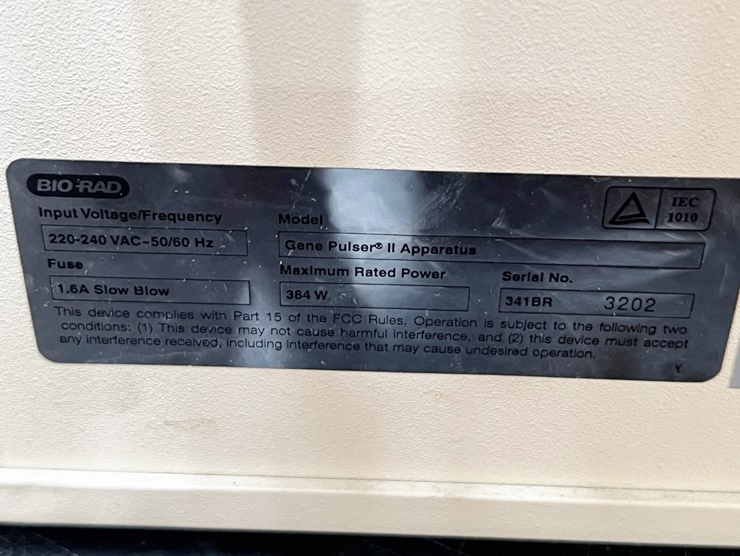 BIO-RAD
IEC
1010
Input Voltage/Frequency
220-240 VAC~50/60 Hz
Model
Gene Pulser® II Apparatus
Fuse
1.6A Slow Blow
Maximum Rated Power
384 W
Serial No.
341BR 3202
This device complies with Part 15 of the FCC Rules. Operation is subject to the following two
conditions: (1) This device may not cause harmful interference, and (2) this device must accept
any interference received, including interference that may cause undesired operation.
Y